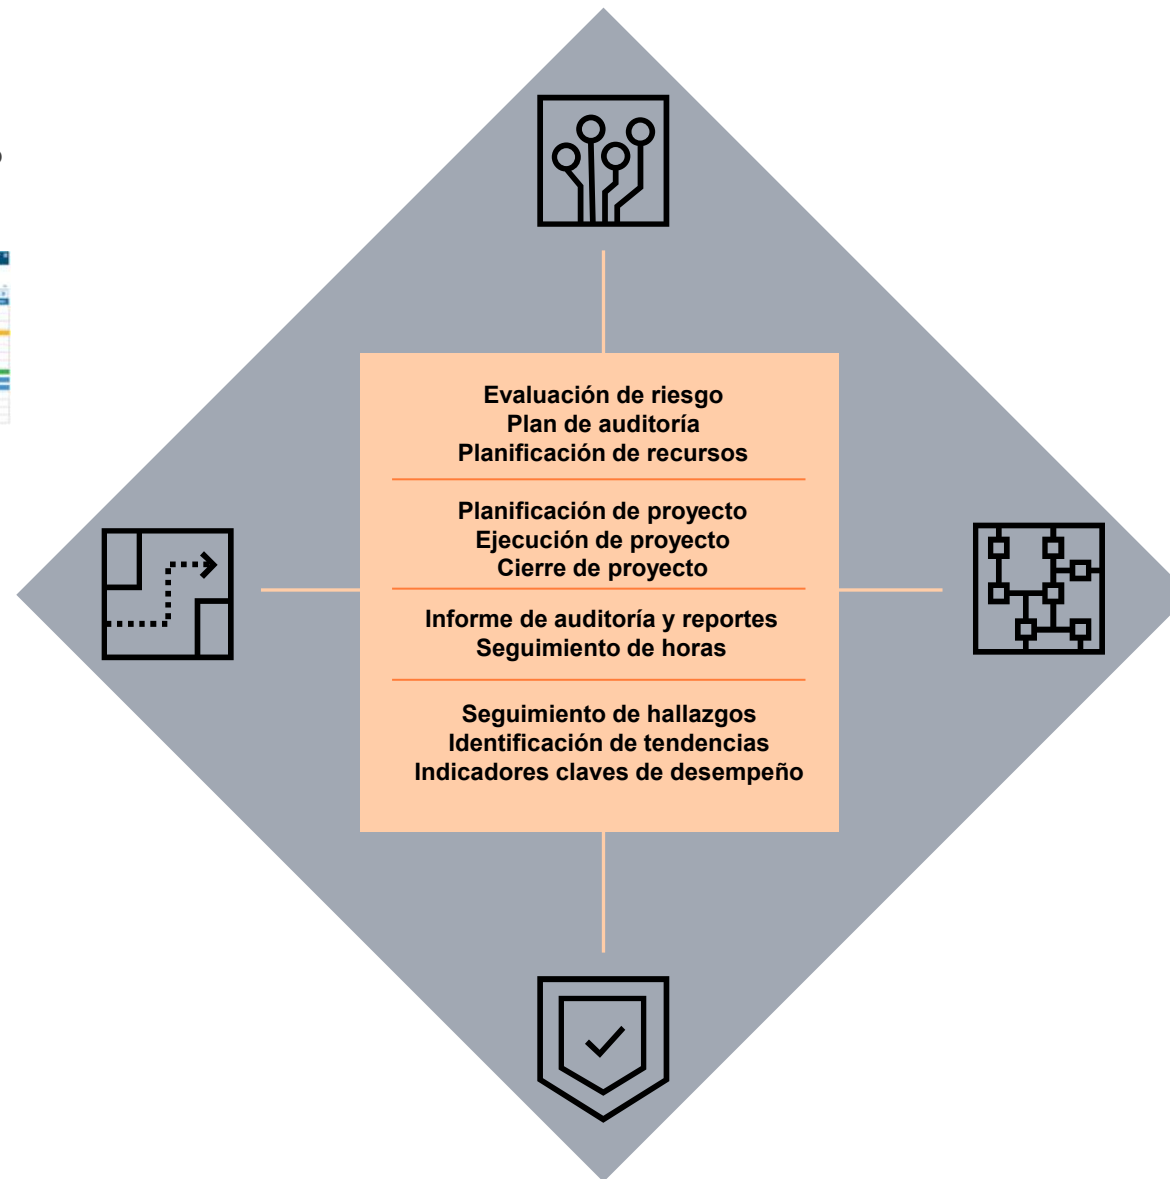 Evaluación de riesgo
Plan de auditoría
Planificación de recursos
Planificación de proyecto
Ejecución de proyecto
Cierre de proyecto
Informe de auditoría y reportes
Seguimiento de horas
Seguimiento de hallazgos
Identificación de tendencias
Indicadores claves de desempeño